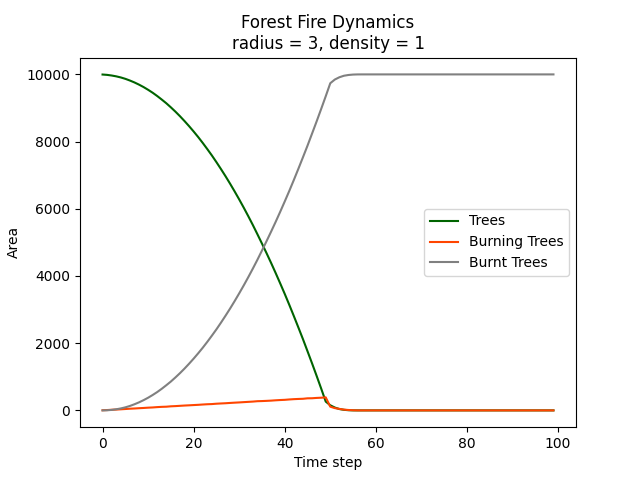 Forest Fire Dynamics
radius = 3, density = 1
10000
8000
6000
4000
2000
0
Area
Trees
Burning Trees
Burnt Trees
0 20 40 60 80 100
Time step